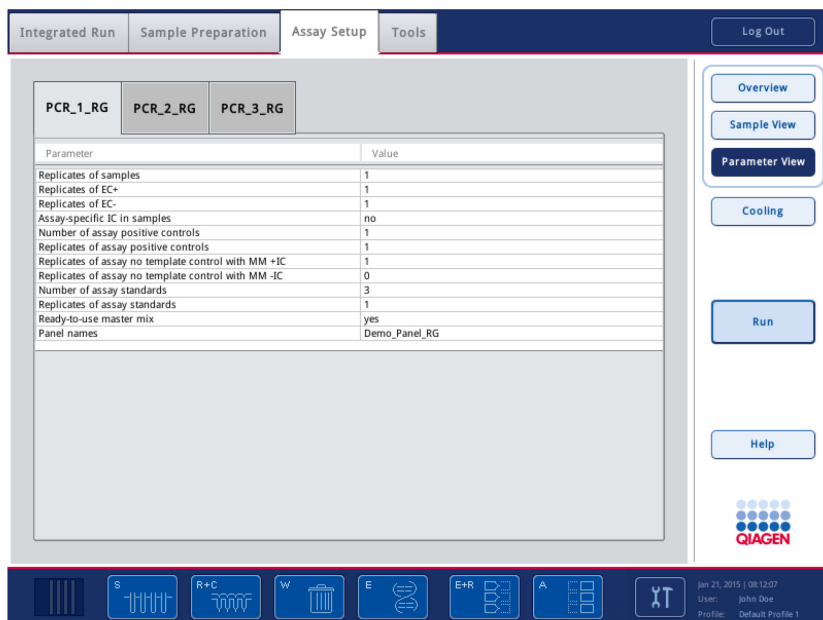 Integrated Run Sample Preparation Assay Setup Tools Log Out
PCR_1_RG PCR_2_RG PCR_3_RG
Parameter Value
Replicates of samples 1
Replicates of EC+ 1
Replicates of EC- 1
Assay-specific IC in samples no
Number of assay positive controls 1
Replicates of assay positive controls 1
Replicates of assay no template control with MM +IC 1
Replicates of assay no template control with MM -IC 0
Number of assay standards 3
Replicates of assay standards 1
Ready-to-use master mix yes
Panel names Demo_Panel_RG
Overview
Sample View
Parameter View
Cooling
Run
Help
QIAGEN
S R+C W E E+R A
Jan 21, 2015 | 08:12:07
User: John Doe
Profile: Default Profile 1